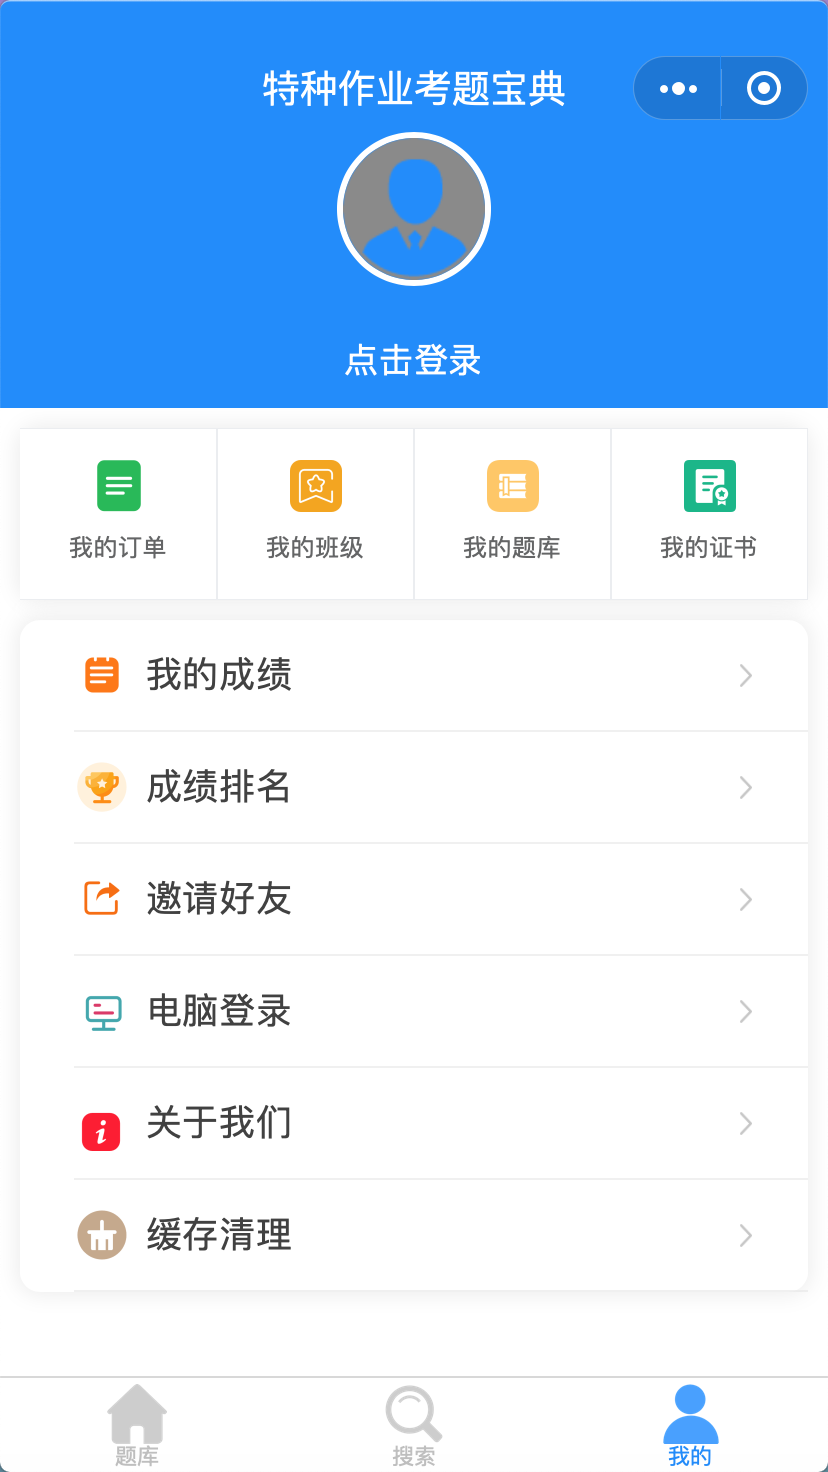 特种作业考题宝典
点击登录
我的订单
我的班级
我的题库
我的证书
我的成绩
成绩排名
邀请好友
电脑登录
关于我们
缓存清理
题库
搜索
我的